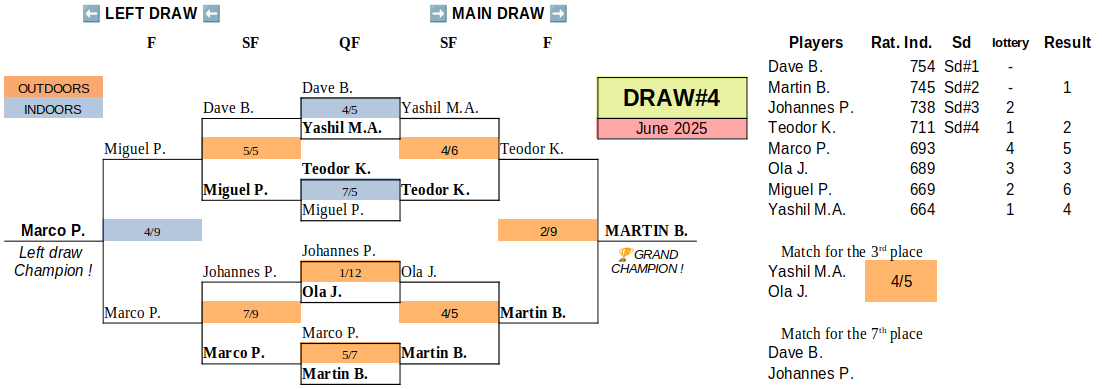 ⬅ LEFT DRAW ⬅ ➡ MAIN DRAW ➡
F SF QF SF F
Players Rat. Ind. Sd lottery Result
Dave B. 754 Sd#1 -
Martin B. 745 Sd#2 - 1
Johannes P. 738 Sd#3 2
Teodor K. 711 Sd#4 1 2
Marco P. 693 4 5
Ola J. 689 3 3
Miguel P. 669 2 6
Yashil M.A. 664 1 4
OUTDOORS
INDOORS
DRAW#4
June 2025
Dave B.
Dave B. 4/5 Yashil M.A.
Yashil M.A.
Miguel P. 5/5 4/6 Teodor K.
Teodor K.
Miguel P. 7/5 Teodor K.
Miguel P.
Marco P. 4/9 2/9 MARTIN B.
Left draw
Champion !
🏆GRAND
CHAMPION !
Johannes P.
Johannes P. 1/12 Ola J.
Ola J.
Marco P. 7/9 4/5 Martin B.
Marco P.
Marco P. 5/7 Martin B.
Martin B.
Match for the 3rd place
Yashil M.A.
4/5
Ola J.
Match for the 7th place
Dave B.
Johannes P.